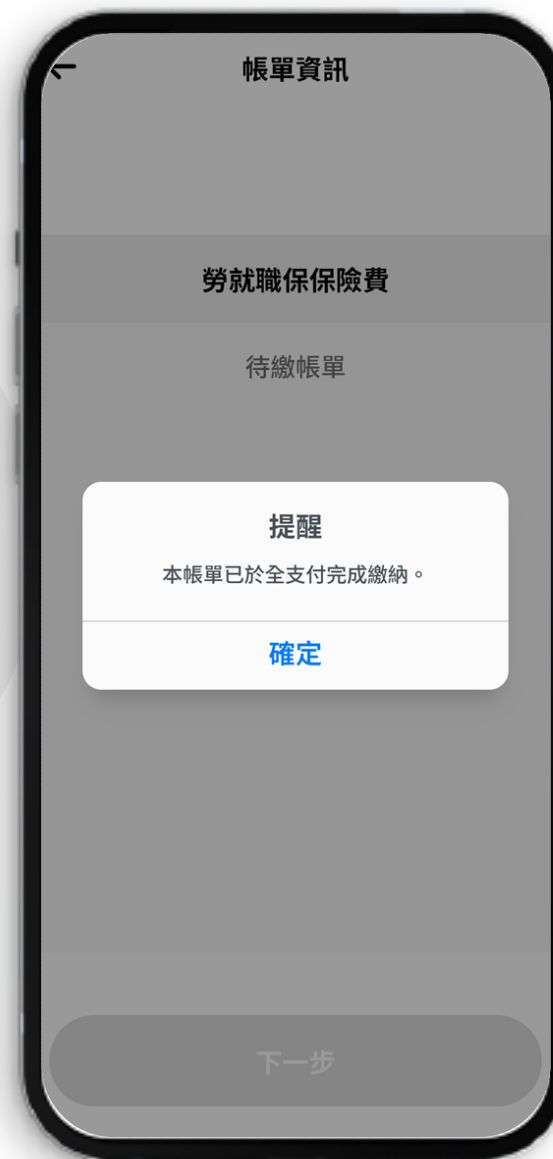 帳單資訊
勞就職保保險費
待繳帳單
提醒
本帳單已於全支付完成繳納。
確定
下一步